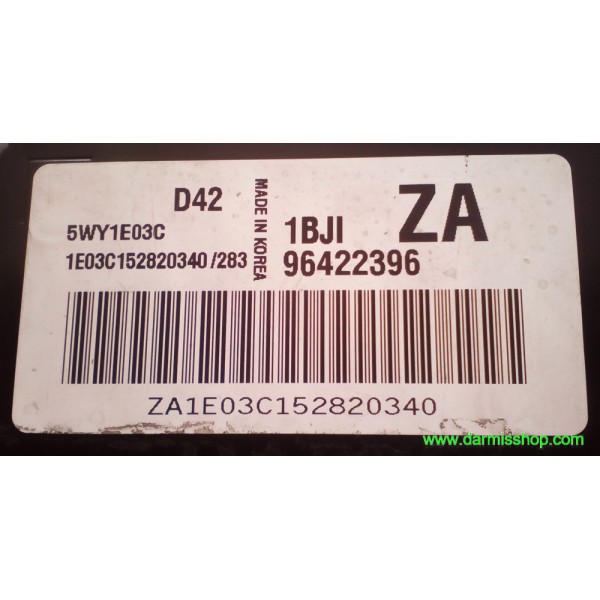 D42
5WY1E03C
1E03C152820340 /283
MADE IN KOREA
1BJI
ZA
96422396
ZA1E03C152820340
www.darmisshop.com